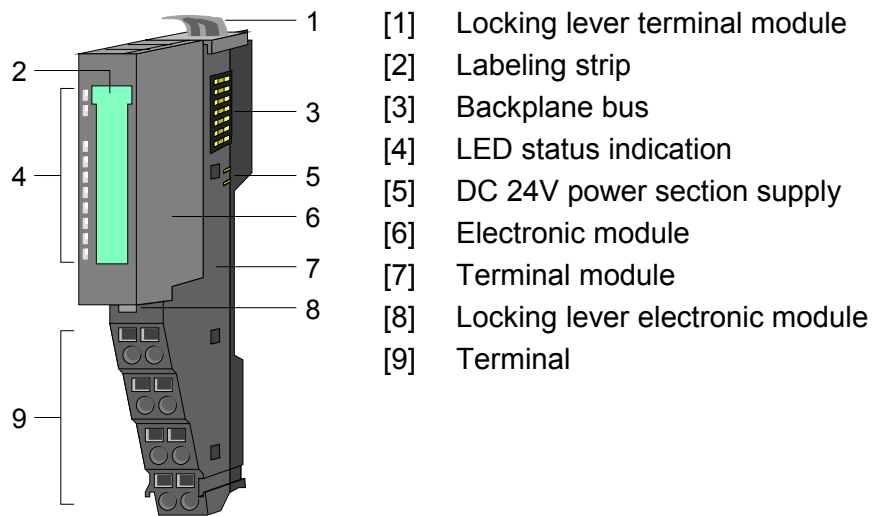 1
2
3
4
5
6
7
8
9
[1] Locking lever terminal module
[2] Labeling strip
[3] Backplane bus
[4] LED status indication
[5] DC 24V power section supply
[6] Electronic module
[7] Terminal module
[8] Locking lever electronic module
[9] Terminal